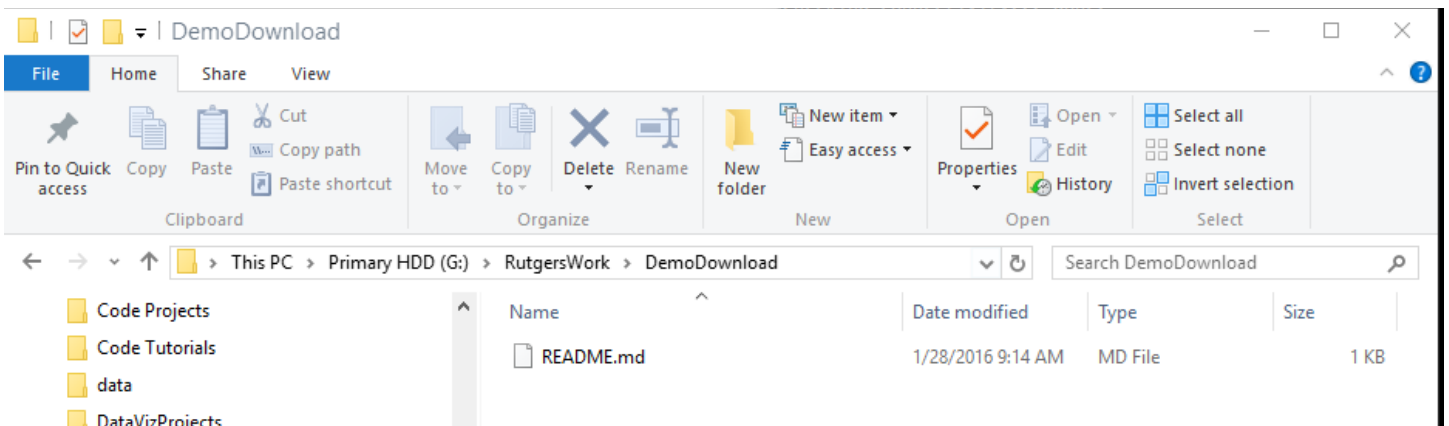 DemoDownload
File Home Share View
Pin to Quick access Copy Paste Cut Copy path Paste shortcut Move to Copy to Delete Rename New folder New item Easy access Properties Open Edit History Select all Select none Invert selection
Clipboard Organize New Open Select
This PC > Primary HDD (G:) > RutgersWork > DemoDownload Search DemoDownload
Code Projects Name Date modified Type Size
Code Tutorials README.md 1/28/2016 9:14 AM MD File 1 KB
data
DataVizProjects